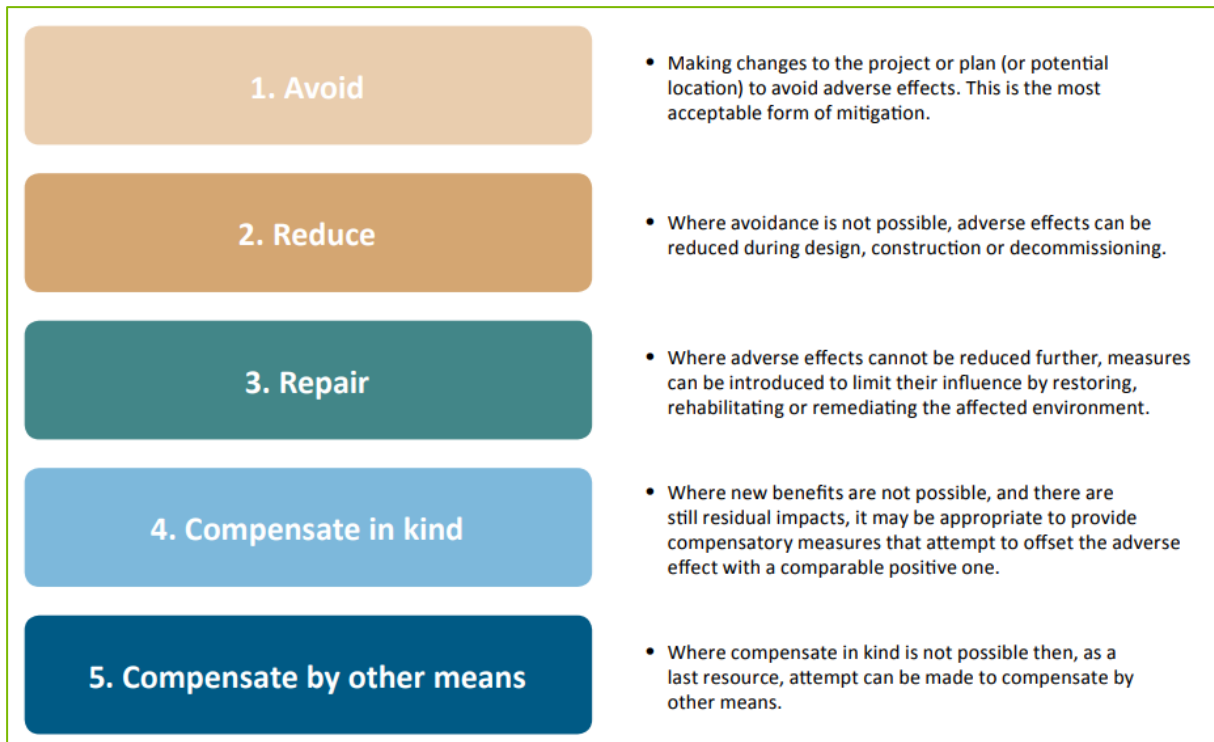 1. Avoid
• Making changes to the project or plan (or potential
location) to avoid adverse effects. This is the most
acceptable form of mitigation.
2. Reduce
• Where avoidance is not possible, adverse effects can be
reduced during design, construction or decommissioning.
3. Repair
• Where adverse effects cannot be reduced further, measures
can be introduced to limit their influence by restoring,
rehabilitating or remediating the affected environment.
4. Compensate in kind
• Where new benefits are not possible, and there are
still residual impacts, it may be appropriate to provide
compensatory measures that attempt to offset the adverse
effect with a comparable positive one.
5. Compensate by other means
• Where compensate in kind is not possible then, as a
last resource, attempt can be made to compensate by
other means.